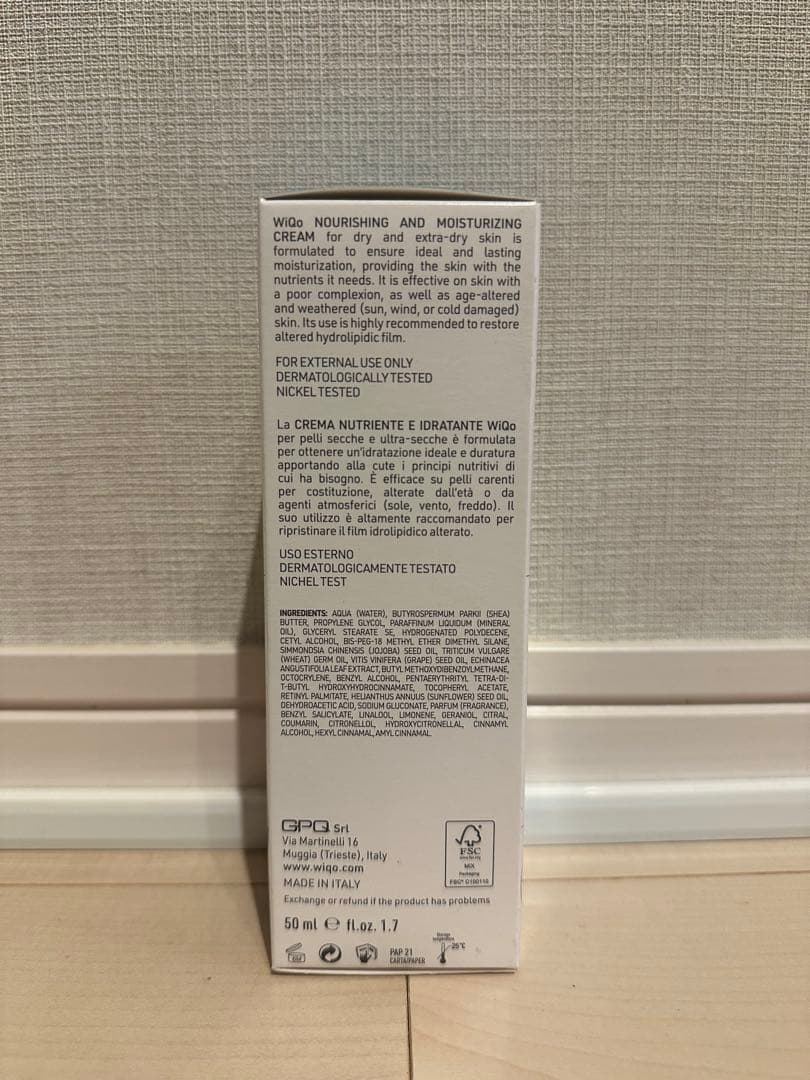 WiQo NOURISHING AND MOISTURIZING
CREAM for dry and extra-dry skin is
formulated to ensure ideal and lasting
moisturization, providing the skin with the
nutrients it needs. It is effective on skin with
a poor complexion, as well as age-altered
and weathered (sun, wind, or cold damaged)
skin. Its use is highly recommended to restore
altered hydrolipidic film.
FOR EXTERNAL USE ONLY
DERMATOLOGICALLY TESTED
NICKEL TESTED
La CREMA NUTRIENTE E IDRATANTE WiQo
per pelli secche e ultra-secche è formulata
per ottenere un'idratazione ideale e duratura
apportando alla cute i principi nutritivi di
cui ha bisogno. È efficace su pelli carenti
per costituzione, alterate dall'età o da
agenti atmosferici (sole, vento, freddo). Il
suo utilizzo è altamente raccomandato per
ripristinare il film idrolipidico alterato.
USO ESTERNO
DERMATOLOGICAMENTE TESTATO
NICHEL TEST
INGREDIENTS: AQUA (WATER), BUTYROSPERMUM PARKII (SHEA)
BUTTER, PROPYLENE GLYCOL, PARAFFINUM LIQUIDUM (MINERAL
OIL), GLYCERYL STEARATE SE, HYDROGENATED POLYDECENE,
CETYL ALCOHOL, BIS-PEG-18 METHYL ETHER DIMETHYL SILANE,
SIMMONDSIA CHINENSIS (JOJOBA) SEED OIL, TRITICUM VULGARE
(WHEAT) GERM OIL, VITIS VINIFERA (GRAPE) SEED OIL, ECHINACEA
ANGUSTIFOLIA LEAF EXTRACT, BUTYL METHOXYDIBENZOYLMETHANE,
OCTOCRYLENE, BENZYL ALCOHOL, PENTAERYTHRITYL TETRA-DI-
T-BUTYL HYDROXYHYDROCINNAMATE, TOCOPHERYL ACETATE,
RETINYL PALMITATE, HELIANTHUS ANNUUS (SUNFLOWER) SEED OIL,
DEHYDROACETIC ACID, SODIUM GLUCONATE, PARFUM (FRAGRANCE),
BENZYL SALICYLATE, LINALOOL, LIMONENE, GERANIOL, CITRAL,
COUMARIN, CITRONELLOL, HYDROXYCITRONELLAL, CINNAMYL
ALCOHOL, HEXYL CINNAMAL, AMYL CINNAMAL.
GPQ Srl
Via Martinelli 16
Muggia (Trieste), Italy
www.wiqo.com
MADE IN ITALY
FSC
MIX
Packaging
FSC® C100110
Exchange or refund if the product has problems
50 ml e fl.oz. 1.7
PAP 21
CARTA/PAPER
25°C